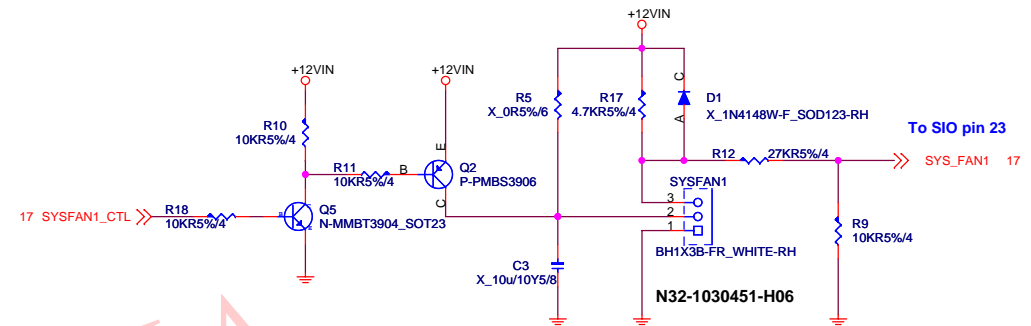 +12VIN
+12VIN
+12VIN
R10
10KR5%/4
R5
X_0R5%/6
R17
4.7KR5%/4
C
A
D1
X_1N4148W-F_SOD123-RH
To SIO pin 23
R11
10KR5%/4
B
E
C
Q2
P-PMBS3906
R12
27KR5%/4
SYS_FAN1 17
17 SYSFAN1_CTL
R18
10KR5%/4
Q5
N-MMBT3904_SOT23
SYSFAN1
3
2
1
BH1X3B-FR_WHITE-RH
R9
10KR5%/4
C3
X_10u/10Y5/8
N32-1030451-H06